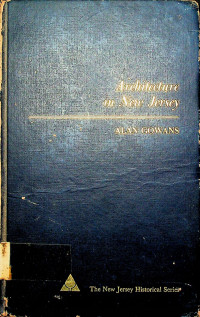 Architecture
in New Jersey
ALAN GOWANS
The New Jersey Historical Series